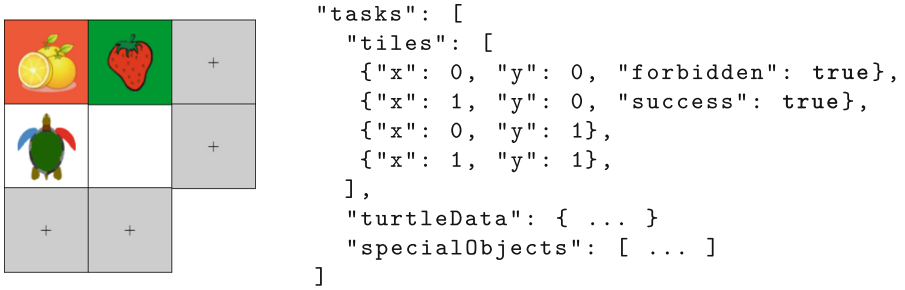 +
+
+
+
"tasks": [
"tiles": [
{"x": 0, "y": 0, "forbidden": true},
{"x": 1, "y": 0, "success": true},
{"x": 0, "y": 1},
{"x": 1, "y": 1},
],
"turtleData": { ... }
"specialObjects": [ ... ]
]